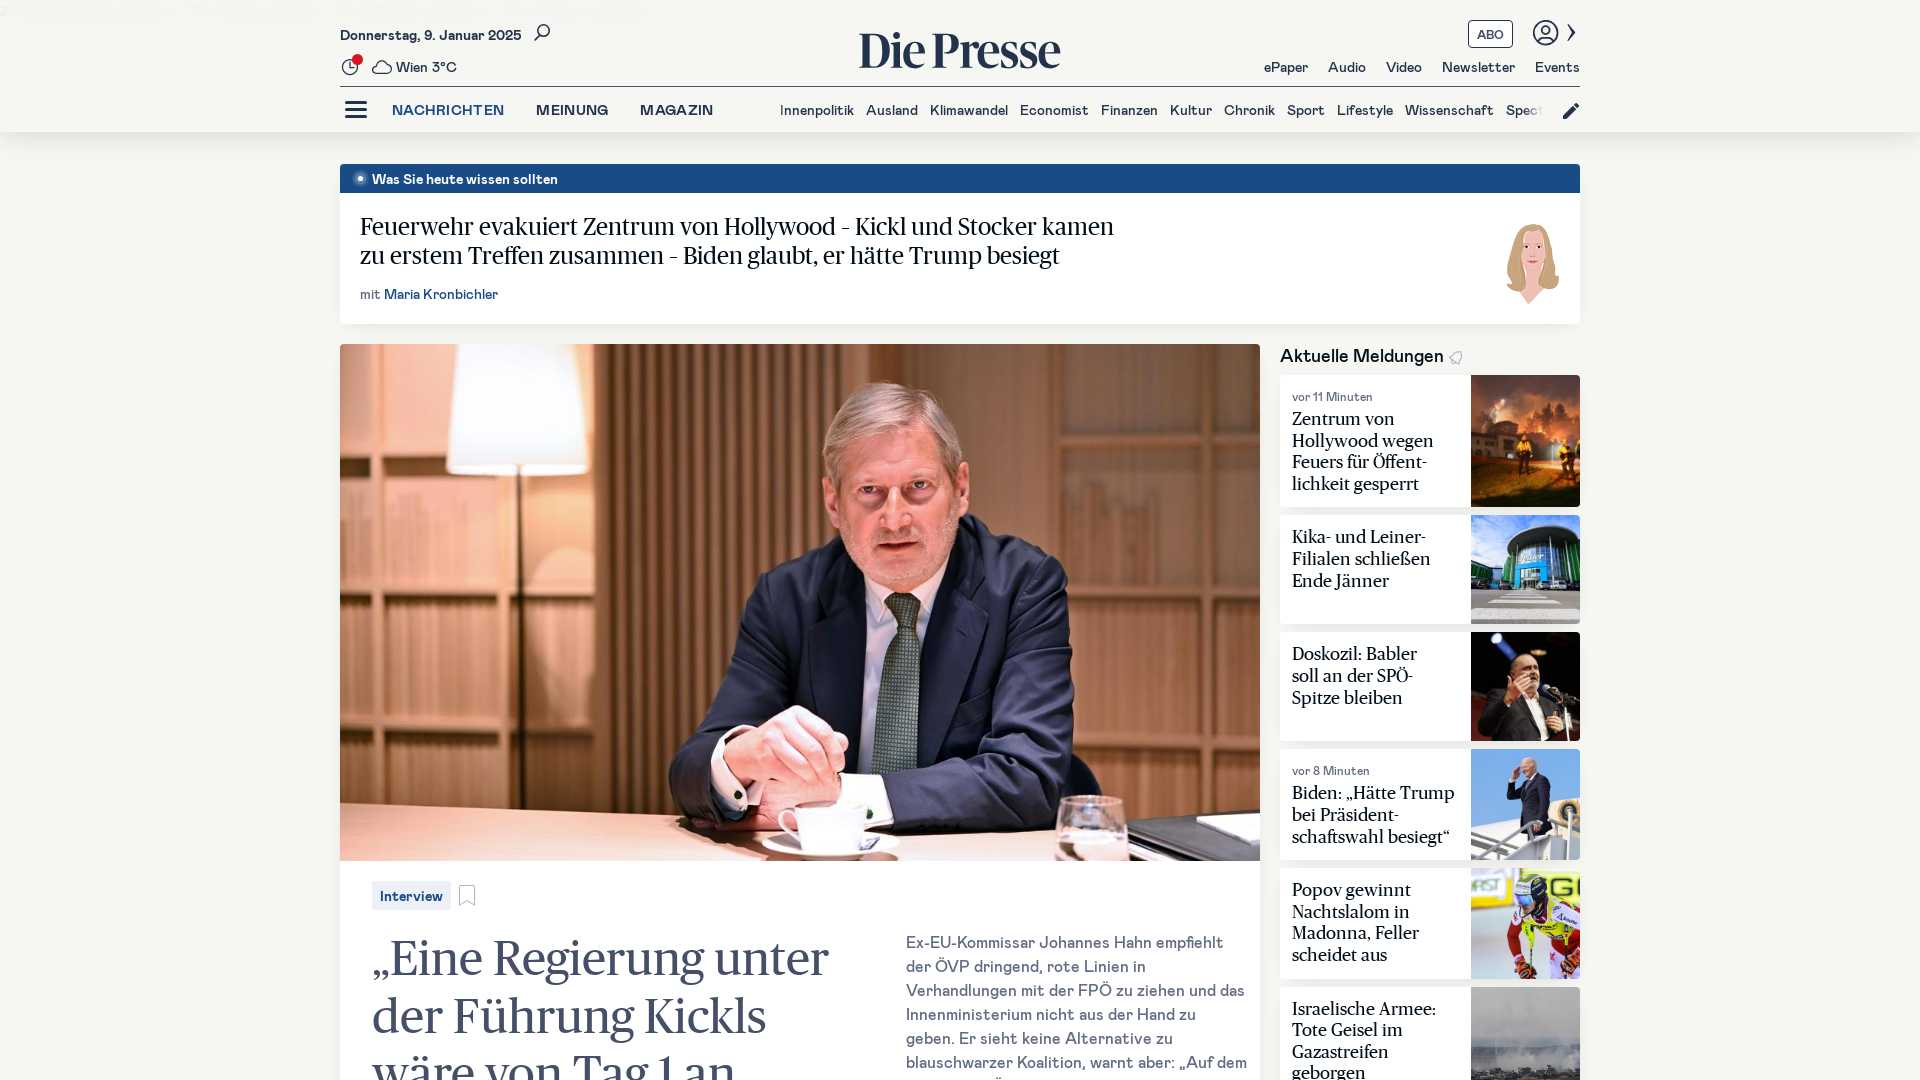 Donnerstag, 9. Januar 2025
Die Presse
ABO
Wien 3°C
ePaper Audio Video Newsletter Events
NACHRICHTEN MEINUNG MAGAZIN
Innenpolitik Ausland Klimawandel Economist Finanzen Kultur Chronik Sport Lifestyle Wissenschaft Spect
Was Sie heute wissen sollten
Feuerwehr evakuiert Zentrum von Hollywood – Kickl und Stocker kamen
zu erstem Treffen zusammen – Biden glaubt, er hätte Trump besiegt
mit Maria Kronbichler
Interview
„Eine Regierung unter
der Führung Kickls
wäre von Tag 1 an
Ex-EU-Kommissar Johannes Hahn empfiehlt
der ÖVP dringend, rote Linien in
Verhandlungen mit der FPÖ zu ziehen und das
Innenministerium nicht aus der Hand zu
geben. Er sieht keine Alternative zu
blauschwarzer Koalition, warnt aber: „Auf dem
Aktuelle Meldungen
vor 11 Minuten
Zentrum von
Hollywood wegen
Feuers für Öffent-
lichkeit gesperrt
Kika- und Leiner-
Filialen schließen
Ende Jänner
Doskozil: Babler
soll an der SPÖ-
Spitze bleiben
vor 8 Minuten
Biden: „Hätte Trump
bei Präsident-
schaftswahl besiegt“
Popov gewinnt
Nachtslalom in
Madonna, Feller
scheidet aus
Israelische Armee:
Tote Geisel im
Gazastreifen
geborgen